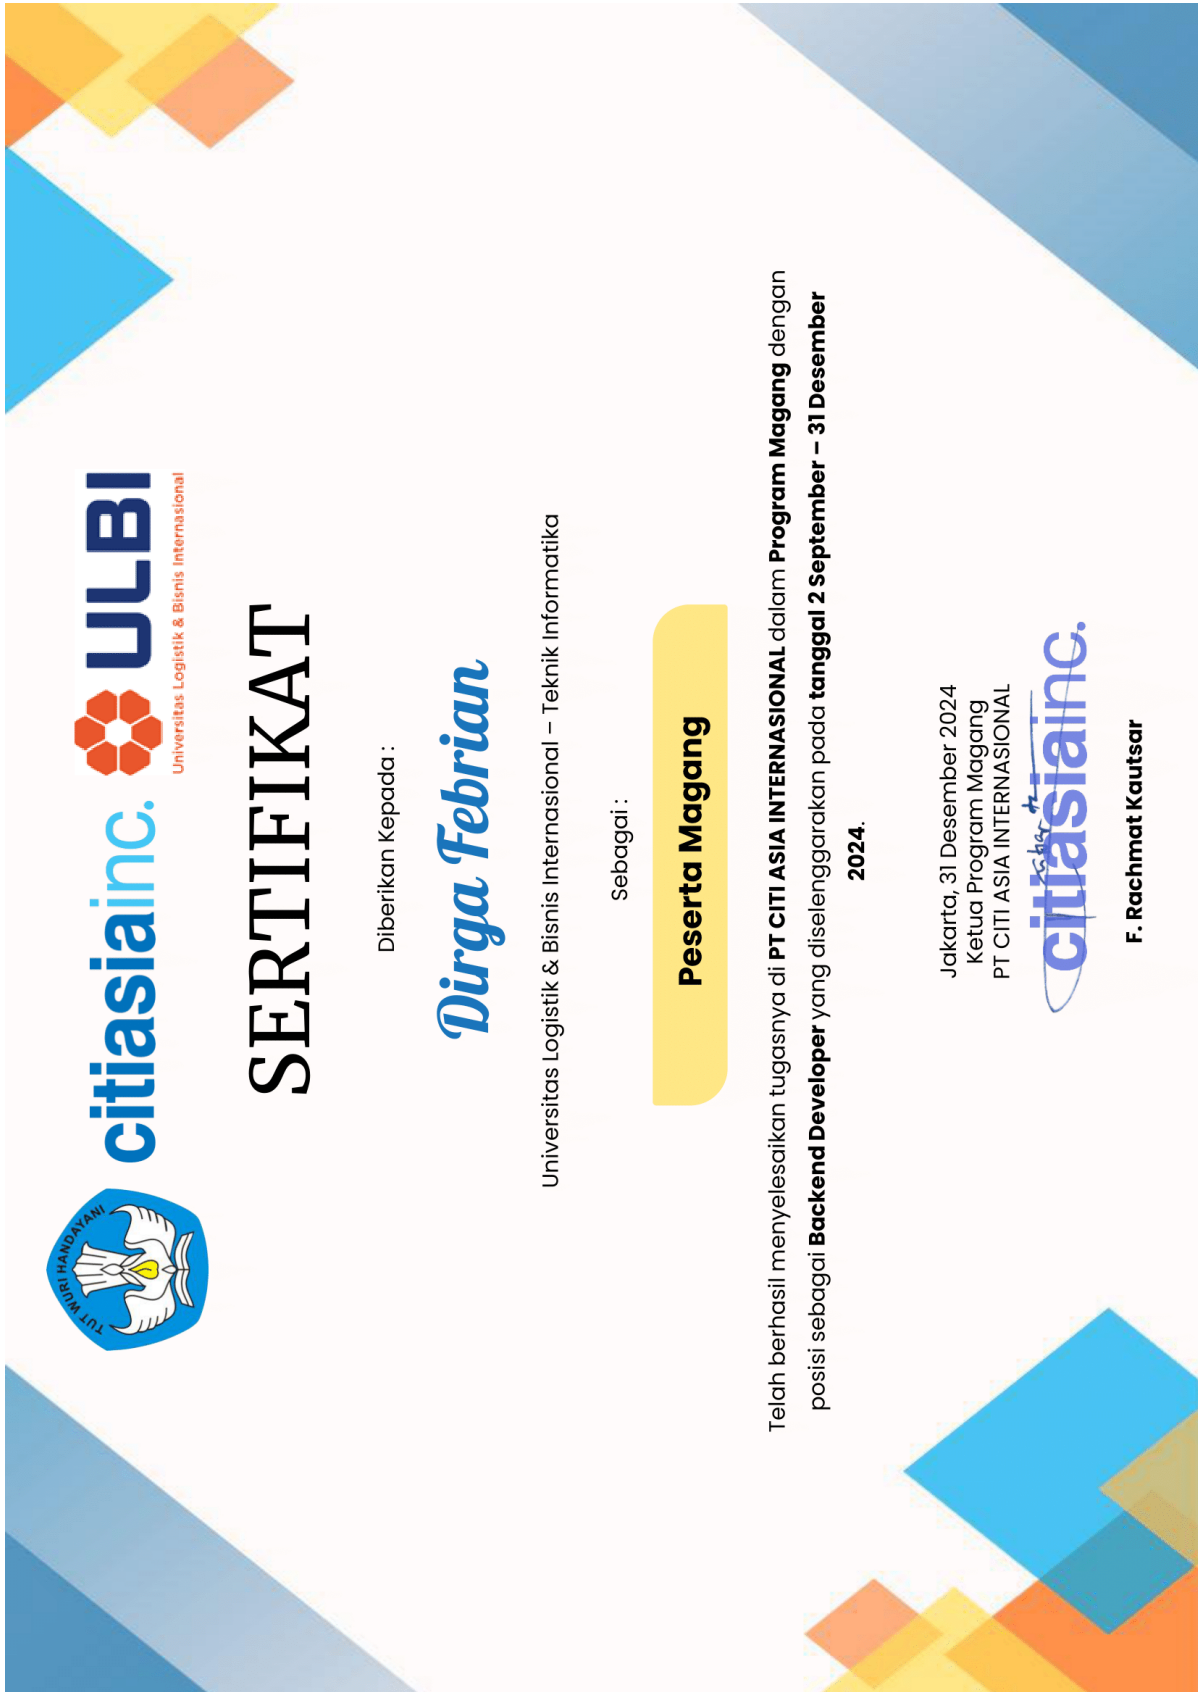 TUT WURI HANDAYANI
citiasiainc.
ULBI
Universitas Logistik & Bisnis Internasional
SERTIFIKAT
Diberikan Kepada :
Dirga Febrian
Universitas Logistik & Bisnis Internasional – Teknik Informatika
Sebagai :
Peserta Magang
Telah berhasil menyelesaikan tugasnya di PT CITI ASIA INTERNASIONAL dalam Program Magang dengan
posisi sebagai Backend Developer yang diselenggarakan pada tanggal 2 September – 31 Desember
2024.
Jakarta, 31 Desember 2024
Ketua Program Magang
PT CITI ASIA INTERNASIONAL
citiasiainc.
F. Rachmat Kautsar